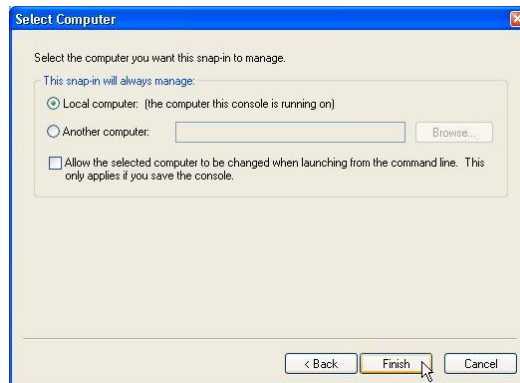 Select Computer
Select the computer you want this snap-in to manage.
This snap-in will always manage:
Local computer: (the computer this console is running on)
Another computer:
Browse...
Allow the selected computer to be changed when launching from the command line. This
only applies if you save the console.
< Back
Finish
Cancel